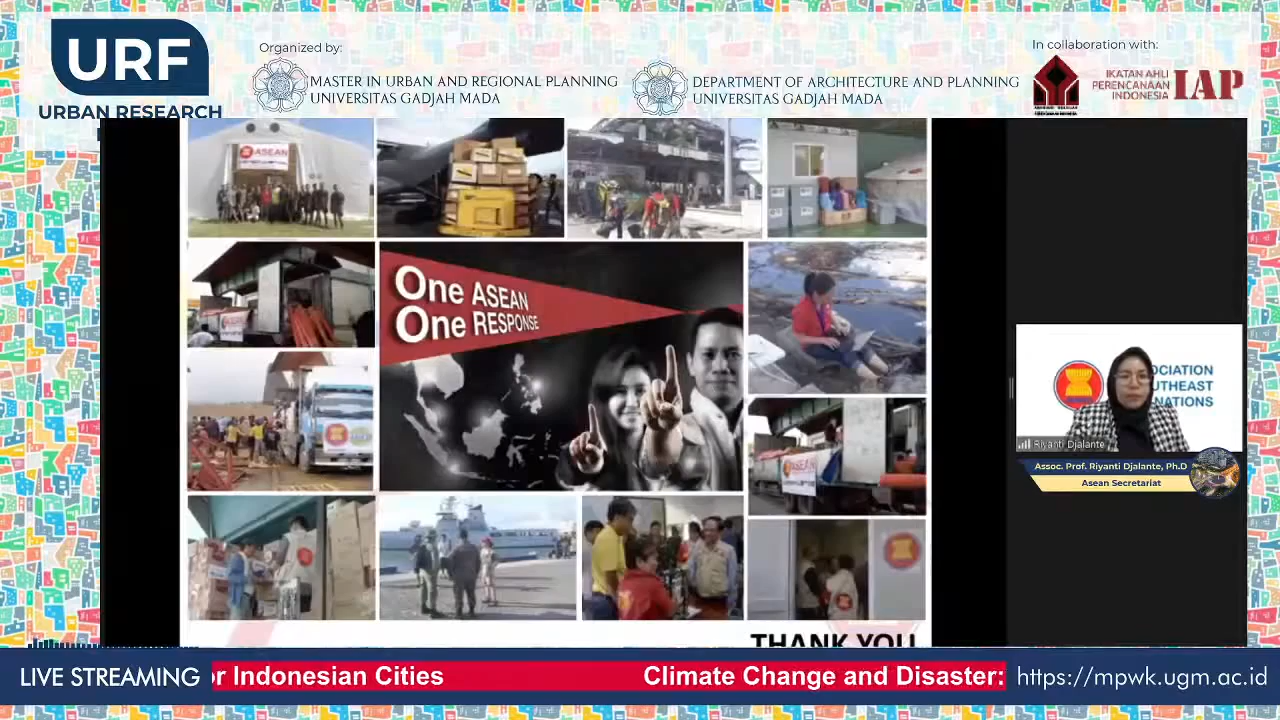 URF
URBAN RESEARCH
Organized by:
MASTER IN URBAN AND REGIONAL PLANNING
UNIVERSITAS GADJAH MADA
DEPARTMENT OF ARCHITECTURE AND PLANNING
UNIVERSITAS GADJAH MADA
In collaboration with:
IKATAN AHLI
PERENCANAAN
INDONESIA
IAP
ASEAN
One ASEAN
One RESPONSE
ASEAN
THANK YOU
OCIATION
UTHEAST
NATIONS
Riyanti Djalante
Assoc. Prof. Riyanti Djalante, Ph.D
Asean Secretariat
LIVE STREAMING
or Indonesian Cities
Climate Change and Disaster:
https://mpwk.ugm.ac.id